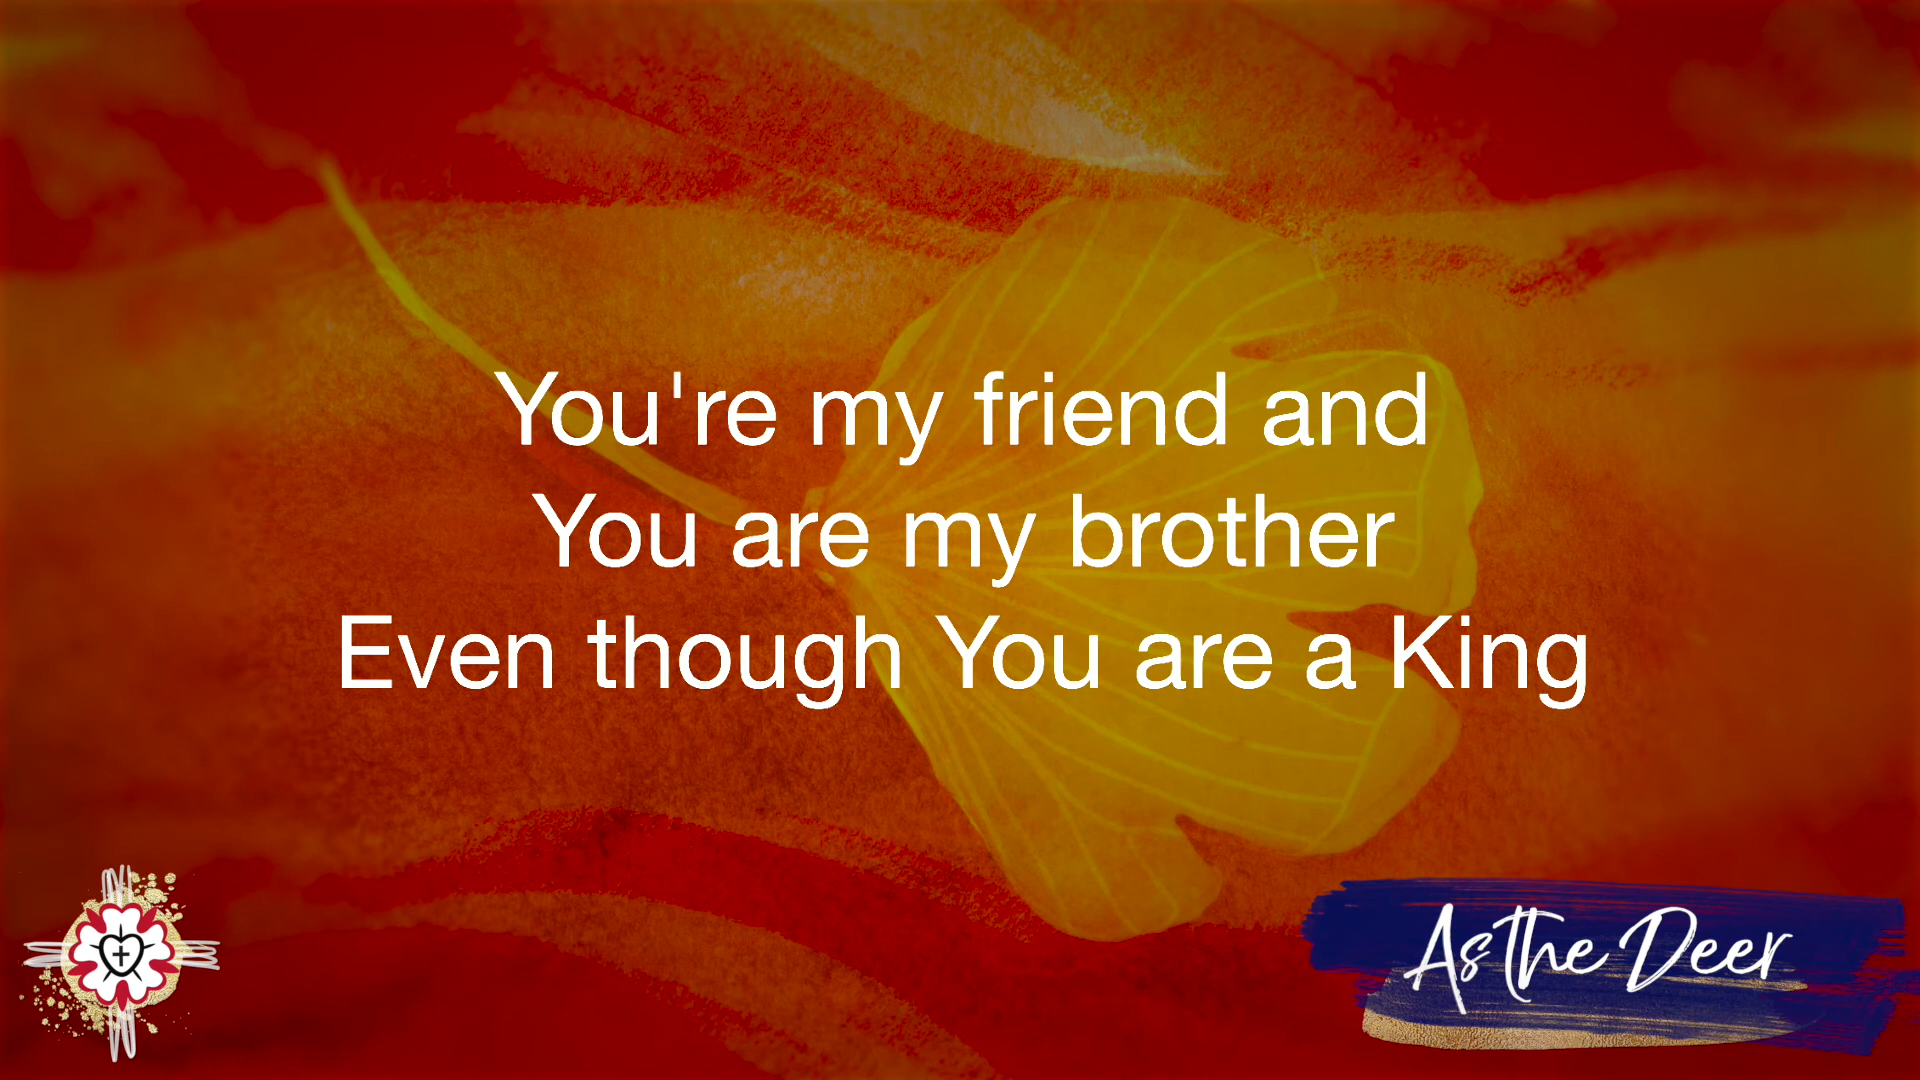 You're my friend and
You are my brother
Even though You are a King
As the Deer